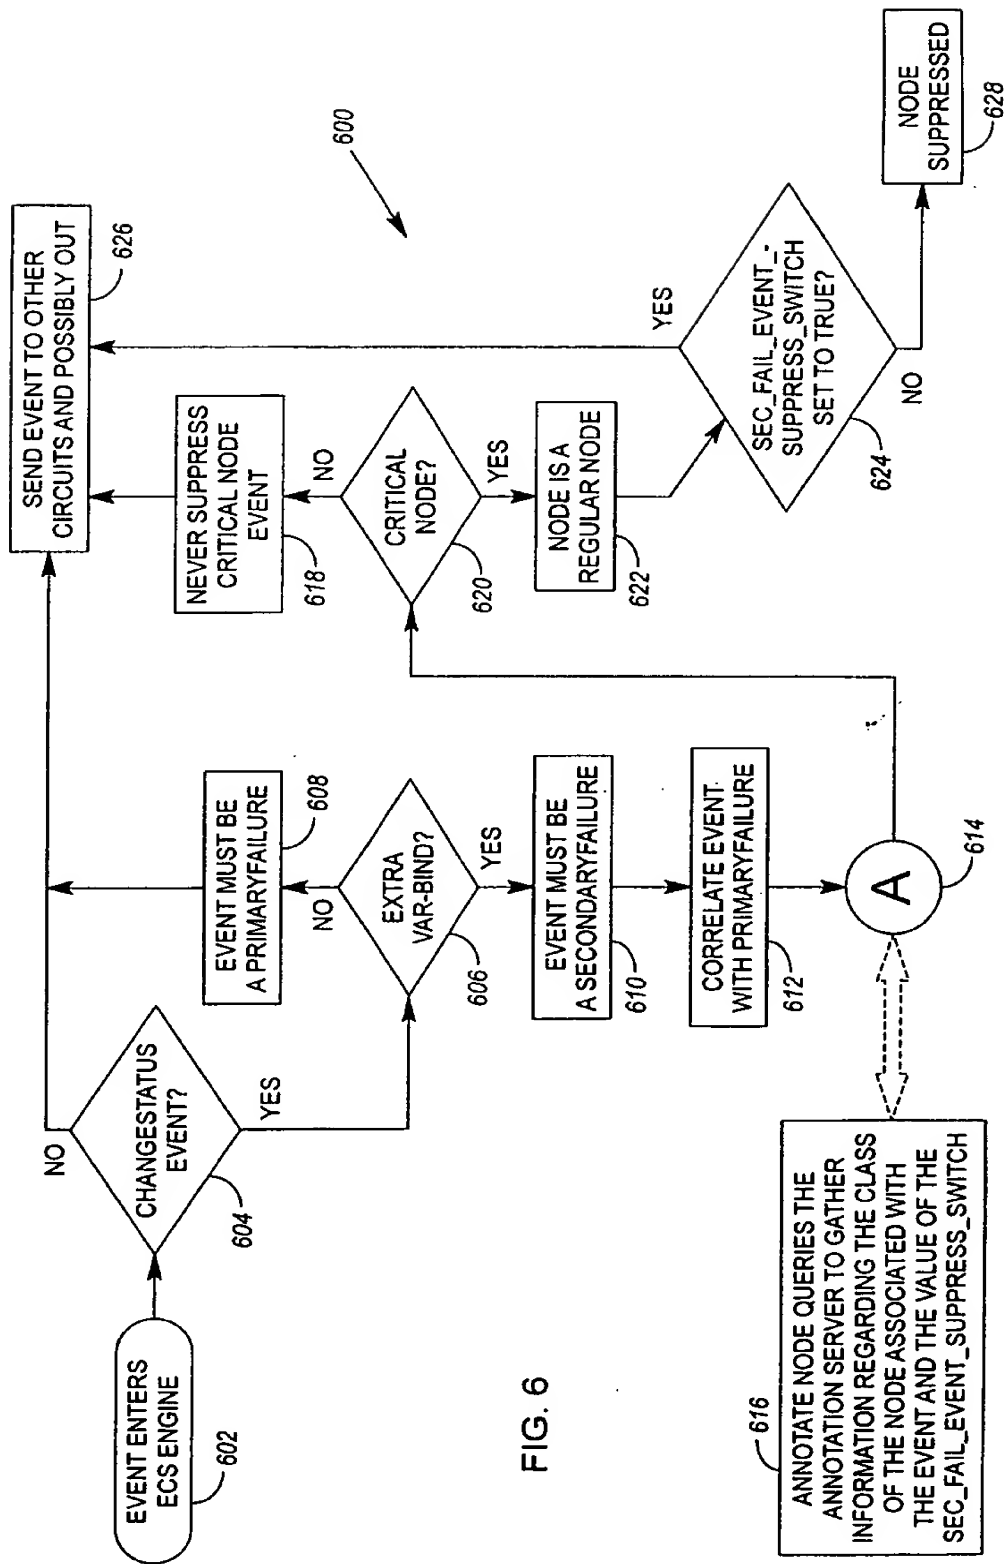 EVENT ENTERS
ECS ENGINE
602
CHANGESTATUS
EVENT?
604
NO
YES
EVENT MUST BE
A PRIMARYFAILURE
608
NO
EXTRA
VAR-BIND?
606
YES
EVENT MUST BE
A SECONDARYFAILURE
610
CORRELATE EVENT
WITH PRIMARYFAILURE
612
A
614
ANNOTATE NODE QUERIES THE
ANNOTATION SERVER TO GATHER
INFORMATION REGARDING THE CLASS
OF THE NODE ASSOCIATED WITH
THE EVENT AND THE VALUE OF THE
SEC_FAIL_EVENT_SUPPRESS_SWITCH
616
SEND EVENT TO OTHER
CIRCUITS AND POSSIBLY OUT
626
NEVER SUPPRESS
CRITICAL NODE
EVENT
618
NO
CRITICAL
NODE?
620
YES
NODE IS A
REGULAR NODE
622
YES
SEC_FAIL_EVENT_-
SUPPRESS_SWITCH
SET TO TRUE?
624
NO
NODE
SUPPRESSED
628
600
FIG. 6